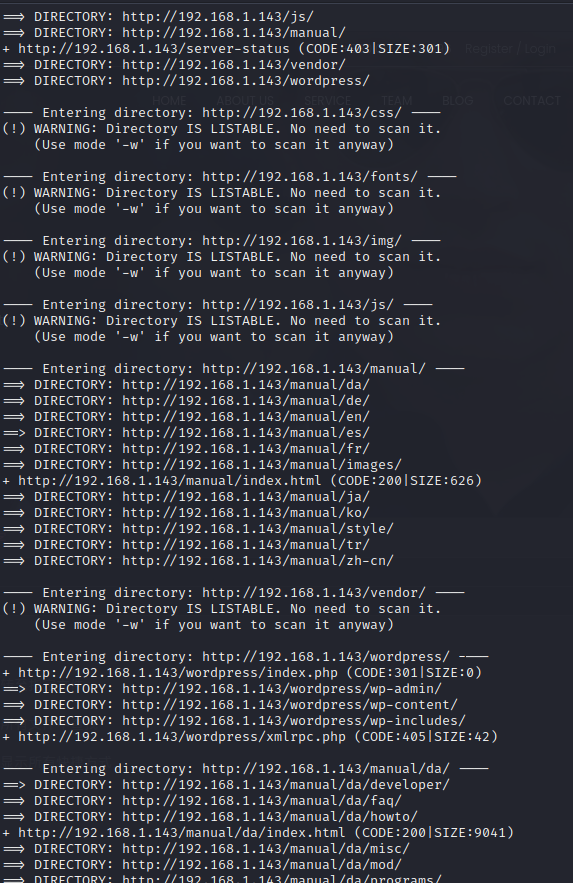 ==> DIRECTORY: http://192.168.1.143/js/
==> DIRECTORY: http://192.168.1.143/manual/
+ http://192.168.1.143/server-status (CODE:403|SIZE:301)
Register / Login
==> DIRECTORY: http://192.168.1.143/vendor/
==> DIRECTORY: http://192.168.1.143/wordpress/
HOME ABOUT US SERVICE TEAM BLOG CONTACT
---- Entering directory: http://192.168.1.143/css/ ----
(!) WARNING: Directory IS LISTABLE. No need to scan it.
(Use mode '-w' if you want to scan it anyway)
---- Entering directory: http://192.168.1.143/fonts/ ----
(!) WARNING: Directory IS LISTABLE. No need to scan it.
(Use mode '-w' if you want to scan it anyway)
---- Entering directory: http://192.168.1.143/img/ ----
(!) WARNING: Directory IS LISTABLE. No need to scan it.
(Use mode '-w' if you want to scan it anyway)
---- Entering directory: http://192.168.1.143/js/ ----
(!) WARNING: Directory IS LISTABLE. No need to scan it.
(Use mode '-w' if you want to scan it anyway)
---- Entering directory: http://192.168.1.143/manual/ ----
==> DIRECTORY: http://192.168.1.143/manual/da/
==> DIRECTORY: http://192.168.1.143/manual/de/
==> DIRECTORY: http://192.168.1.143/manual/en/
==> DIRECTORY: http://192.168.1.143/manual/es/
==> DIRECTORY: http://192.168.1.143/manual/fr/
==> DIRECTORY: http://192.168.1.143/manual/images/
+ http://192.168.1.143/manual/index.html (CODE:200|SIZE:626)
==> DIRECTORY: http://192.168.1.143/manual/ja/
==> DIRECTORY: http://192.168.1.143/manual/ko/
==> DIRECTORY: http://192.168.1.143/manual/style/
==> DIRECTORY: http://192.168.1.143/manual/tr/
==> DIRECTORY: http://192.168.1.143/manual/zh-cn/
---- Entering directory: http://192.168.1.143/vendor/ ----
(!) WARNING: Directory IS LISTABLE. No need to scan it.
(Use mode '-w' if you want to scan it anyway)
---- Entering directory: http://192.168.1.143/wordpress/ ----
+ http://192.168.1.143/wordpress/index.php (CODE:301|SIZE:0)
==> DIRECTORY: http://192.168.1.143/wordpress/wp-admin/
==> DIRECTORY: http://192.168.1.143/wordpress/wp-content/
==> DIRECTORY: http://192.168.1.143/wordpress/wp-includes/
+ http://192.168.1.143/wordpress/xmlrpc.php (CODE:405|SIZE:42)
---- Entering directory: http://192.168.1.143/manual/da/ ----
==> DIRECTORY: http://192.168.1.143/manual/da/developer/
==> DIRECTORY: http://192.168.1.143/manual/da/faq/
==> DIRECTORY: http://192.168.1.143/manual/da/howto/
+ http://192.168.1.143/manual/da/index.html (CODE:200|SIZE:9041)
==> DIRECTORY: http://192.168.1.143/manual/da/misc/
==> DIRECTORY: http://192.168.1.143/manual/da/mod/
==> DIRECTORY: http://192.168.1.143/manual/da/programs/